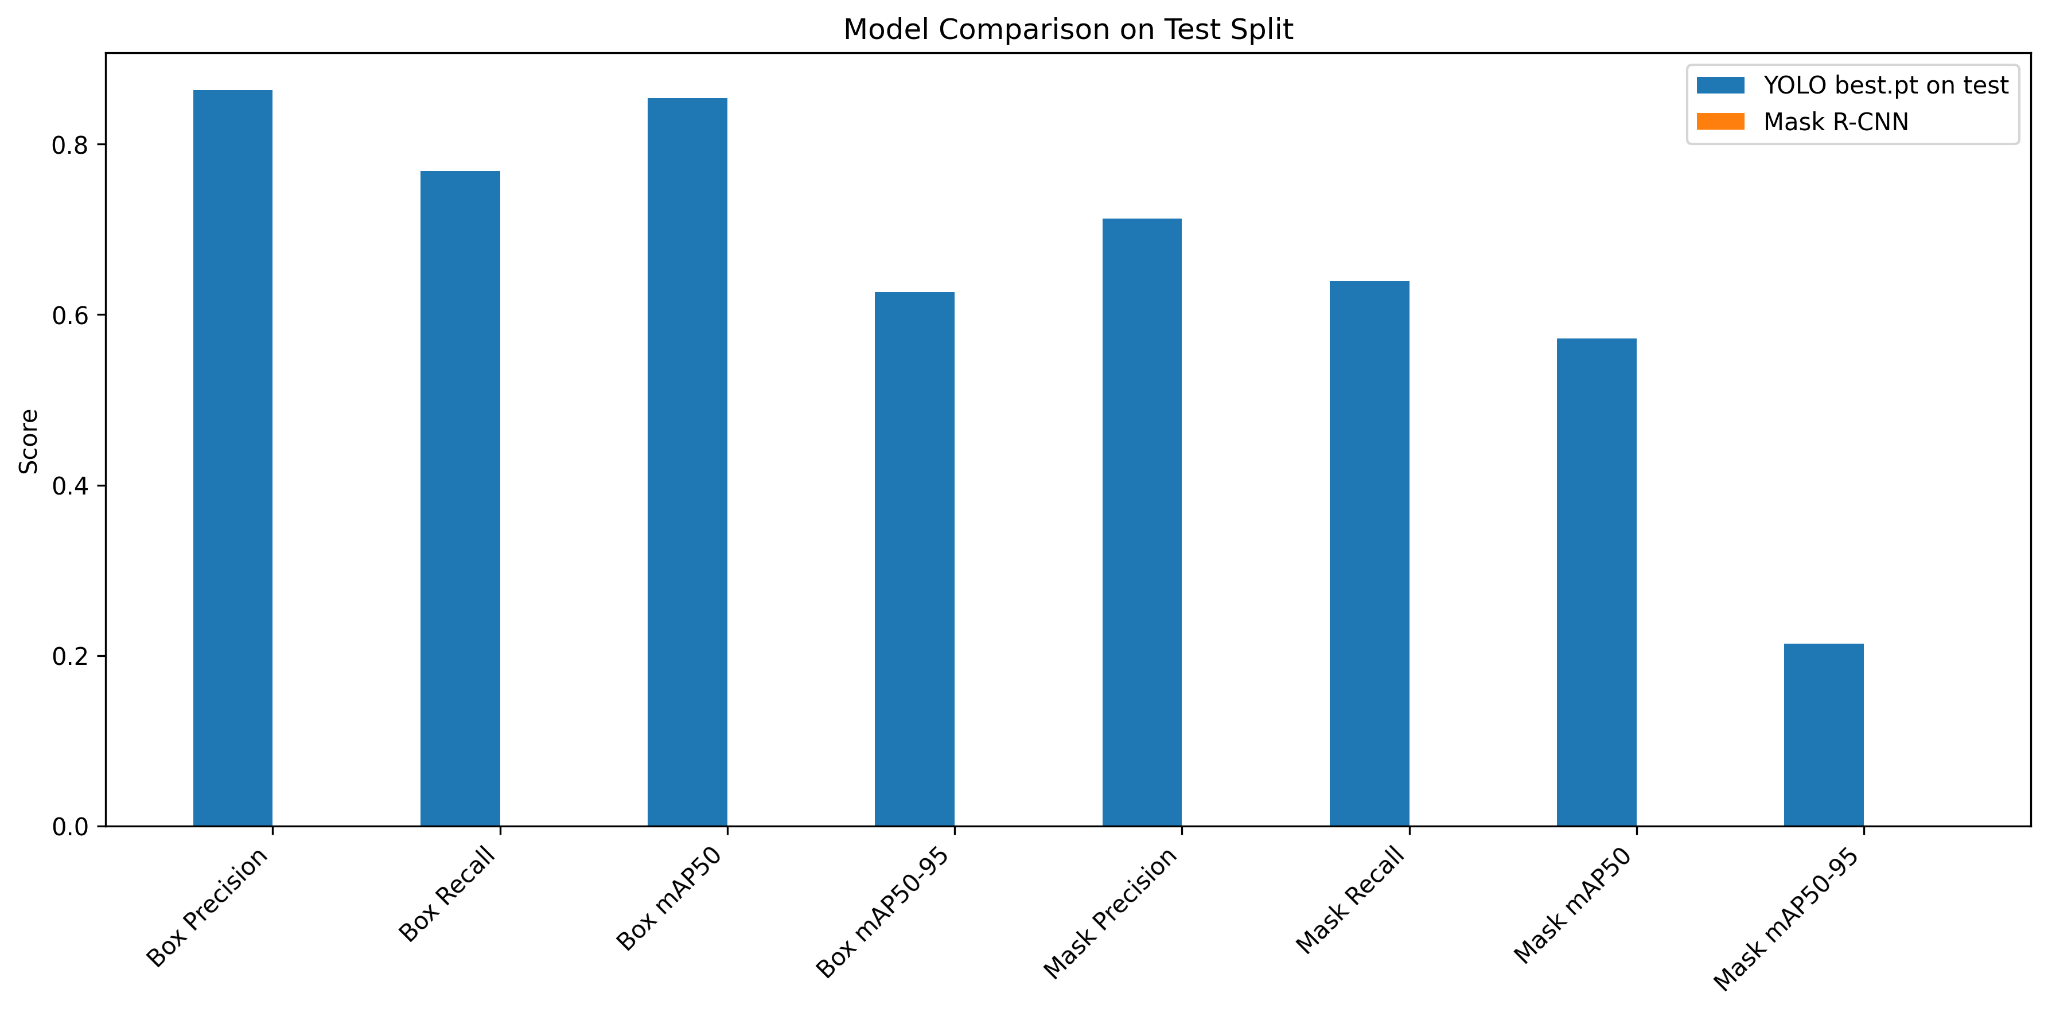 Model Comparison on Test Split
YOLO best.pt on test
Mask R-CNN
Score
0.8
0.6
0.4
0.2
0.0
Box Precision
Box Recall
Box mAP50
Box mAP50-95
Mask Precision
Mask Recall
Mask mAP50
Mask mAP50-95